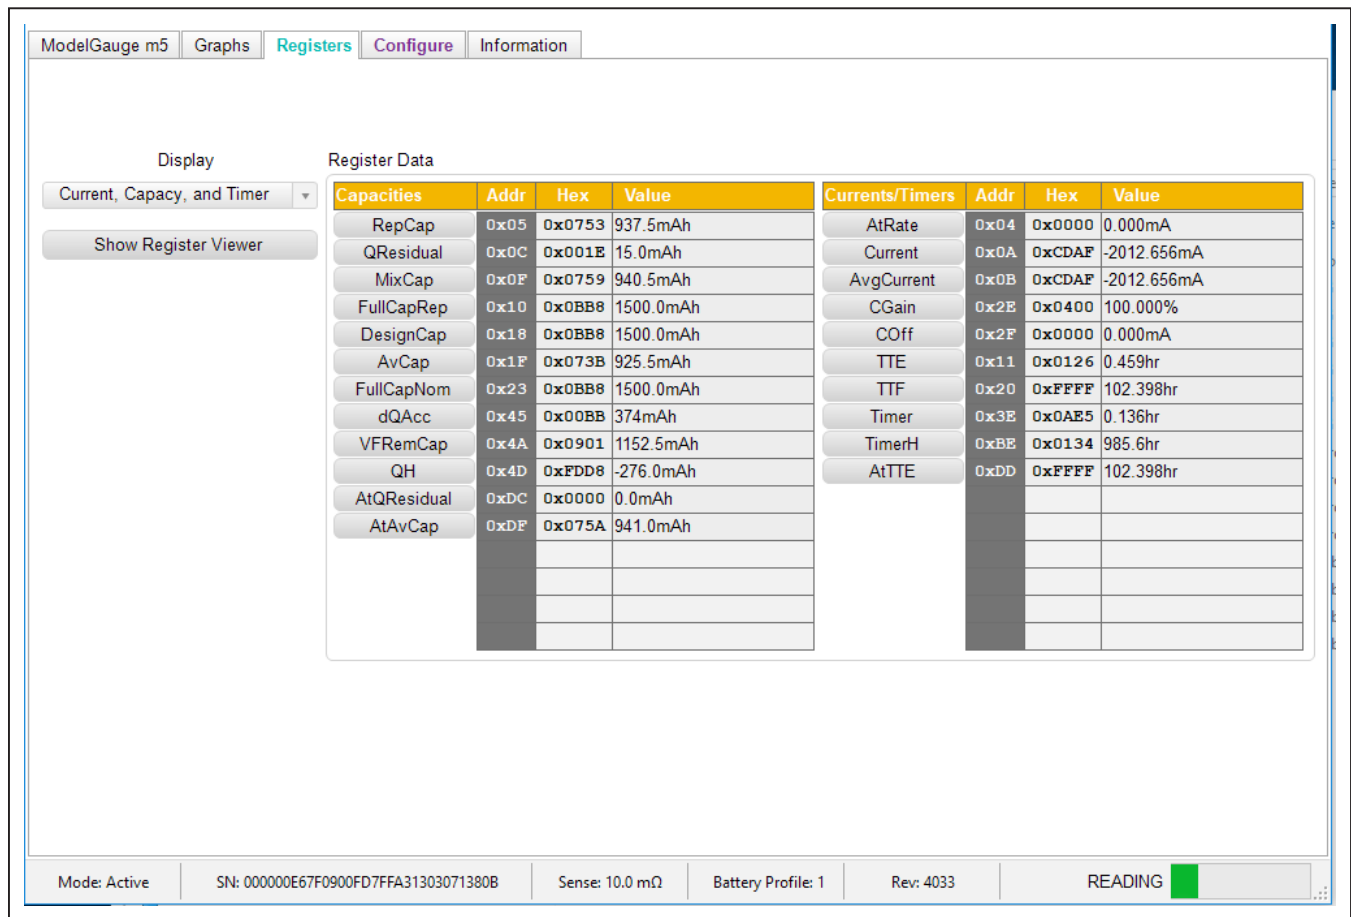 ModelGauge m5 Graphs Registers Configure Information
Display Register Data
Current, Capacy, and Timer
Show Register Viewer
Capacities Addr Hex Value Currents/Timers Addr Hex Value
RepCap 0x05 0x0753 937.5mAh AtRate 0x04 0x0000 0.000mA
QResidual 0x0C 0x001E 15.0mAh Current 0x0A 0xCDAF -2012.656mA
MixCap 0x0F 0x0759 940.5mAh AvgCurrent 0x0B 0xCDAF -2012.656mA
FullCapRep 0x10 0x0BB8 1500.0mAh CGain 0x2E 0x0400 100.000%
DesignCap 0x18 0x0BB8 1500.0mAh COff 0x2F 0x0000 0.000mA
AvCap 0x1F 0x073B 925.5mAh TTE 0x11 0x0126 0.459hr
FullCapNom 0x23 0x0BB8 1500.0mAh TTF 0x20 0xFFFF 102.398hr
dQAcc 0x45 0x00BB 374mAh Timer 0x3E 0x0AE5 0.136hr
VFRemCap 0x4A 0x0901 1152.5mAh TimerH 0xBE 0x0134 985.6hr
QH 0x4D 0xFDD8 -276.0mAh AtTTE 0xDD 0xFFFF 102.398hr
AtQResidual 0xDC 0x0000 0.0mAh
AtAvCap 0xDF 0x075A 941.0mAh
Mode: Active SN: 000000E67F0900FD7FFA31303071380B Sense: 10.0 mΩ Battery Profile: 1 Rev: 4033 READING